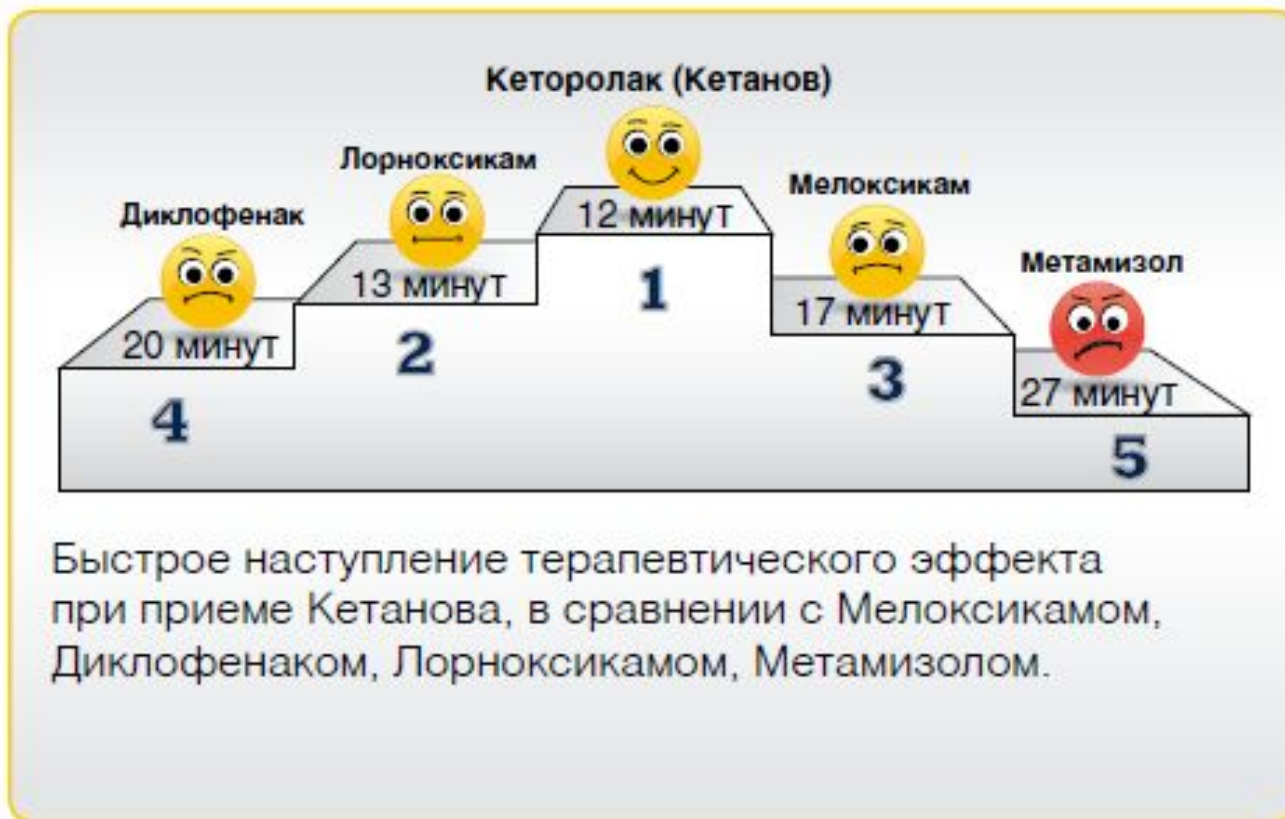 Кеторолак (Кетанов)
Лорноксикам
Мелоксикам
Диклофенак
Метамизол
12 минут
13 минут
17 минут
20 минут
27 минут
1
2
3
4
5
Быстрое наступление терапевтического эффекта
при приеме Кетанова, в сравнении с Мелоксикамом,
Диклофенаком, Лорноксикамом, Метамизолом.